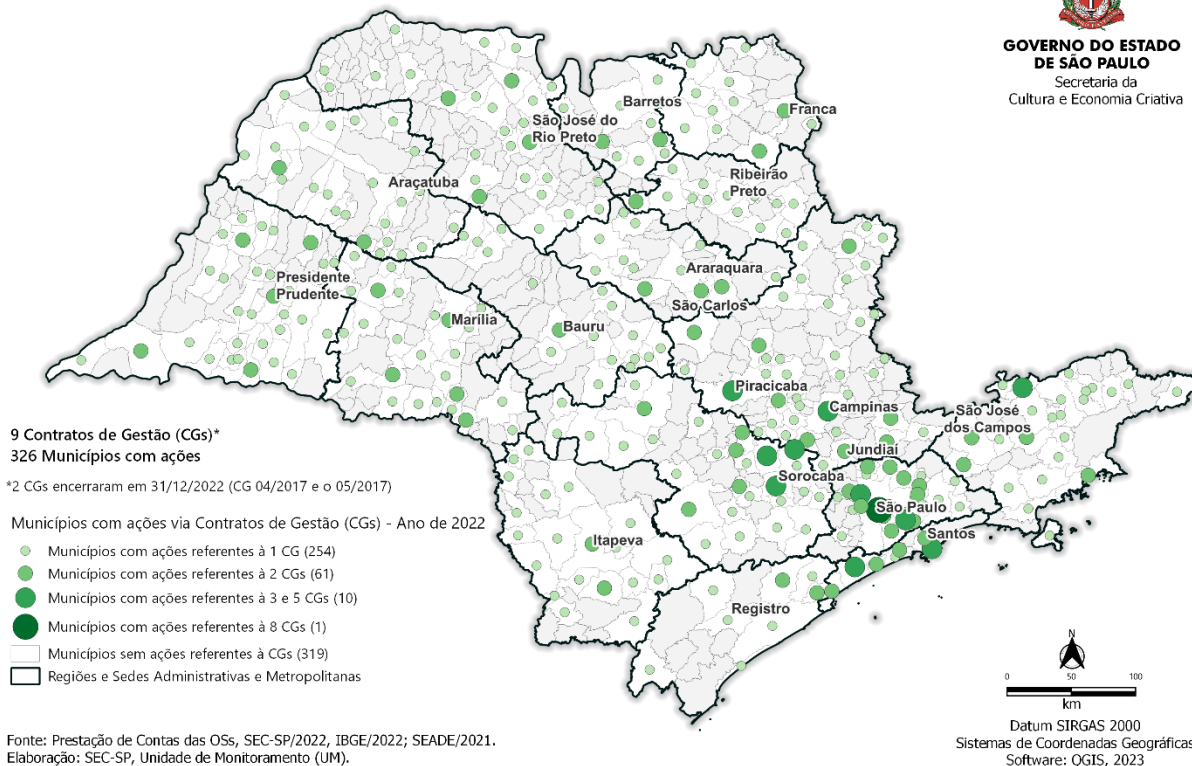 GOVERNO DO ESTADO
DE SÃO PAULO
Secretaria da
Cultura e Economia Criativa
Barretos
Franca
São José do
Rio Preto
Ribeirão
Preto
Araçatuba
Araraquara
Presidente
Prudente
São Carlos
Marília
Bauru
Piracicaba
Campinas
São José
dos Campos
Jundiaí
Sorocaba
São Paulo
Santos
Itapeva
Registro
9 Contratos de Gestão (CGs)*
326 Municípios com ações
*2 CGs encerraram em 31/12/2022 (CG 04/2017 e o 05/2017)
Municípios com ações via Contratos de Gestão (CGs) - Ano de 2022
Municípios com ações referentes à 1 CG (254)
Municípios com ações referentes à 2 CGs (61)
Municípios com ações referentes à 3 e 5 CGs (10)
Municípios com ações referentes à 8 CGs (1)
Municípios sem ações referentes à CGs (319)
Regiões e Sedes Administrativas e Metropolitanas
N
0 50 100
km
Datum SIRGAS 2000
Sistemas de Coordenadas Geográficas
Software: QGIS, 2023
Fonte: Prestação de Contas das OSs, SEC-SP/2022, IBGE/2022; SEADE/2021.
Elaboração: SEC-SP, Unidade de Monitoramento (UM).